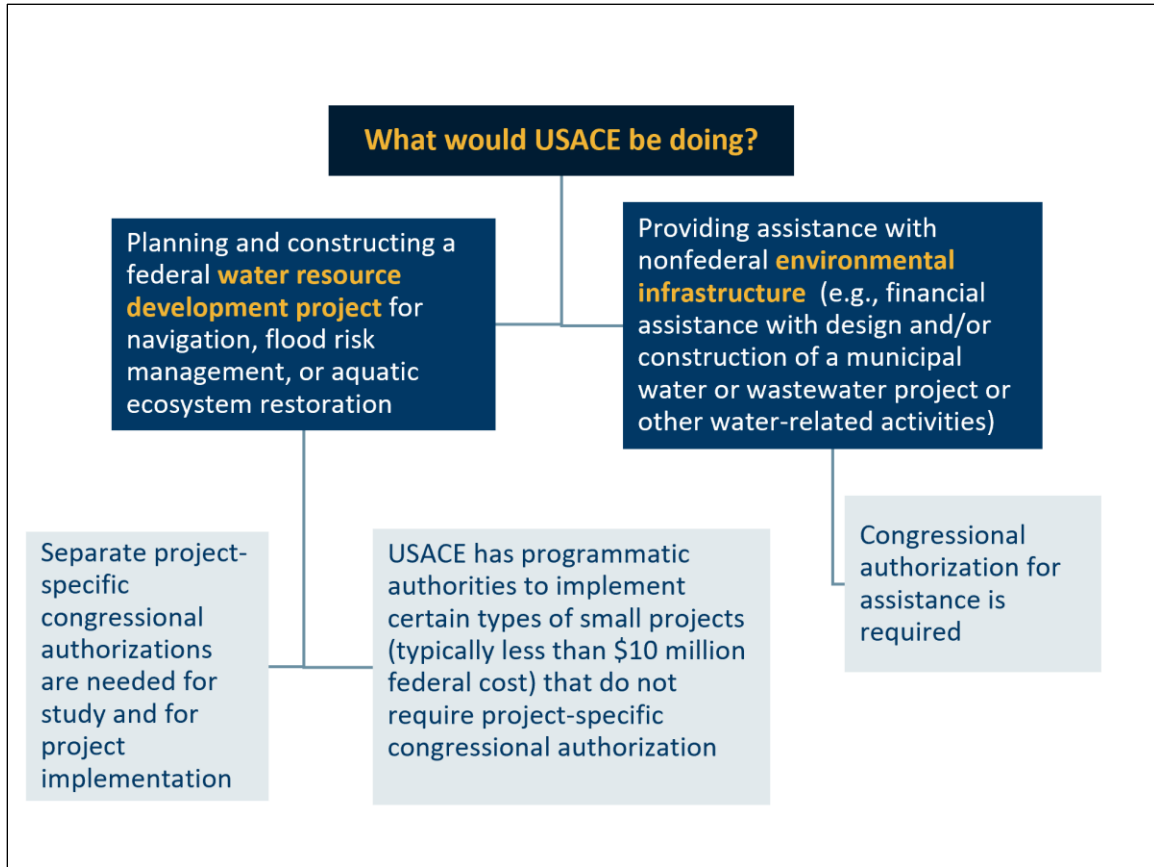 What would USACE be doing?
Planning and constructing a
federal water resource
development project for
navigation, flood risk
management, or aquatic
ecosystem restoration
Providing assistance with
nonfederal environmental
infrastructure (e.g., financial
assistance with design and/or
construction of a municipal
water or wastewater project or
other water-related activities)
Separate project-
specific
congressional
authorizations
are needed for
study and for
project
implementation
USACE has programmatic
authorities to implement
certain types of small projects
(typically less than $10 million
federal cost) that do not
require project-specific
congressional authorization
Congressional
authorization for
assistance is
required